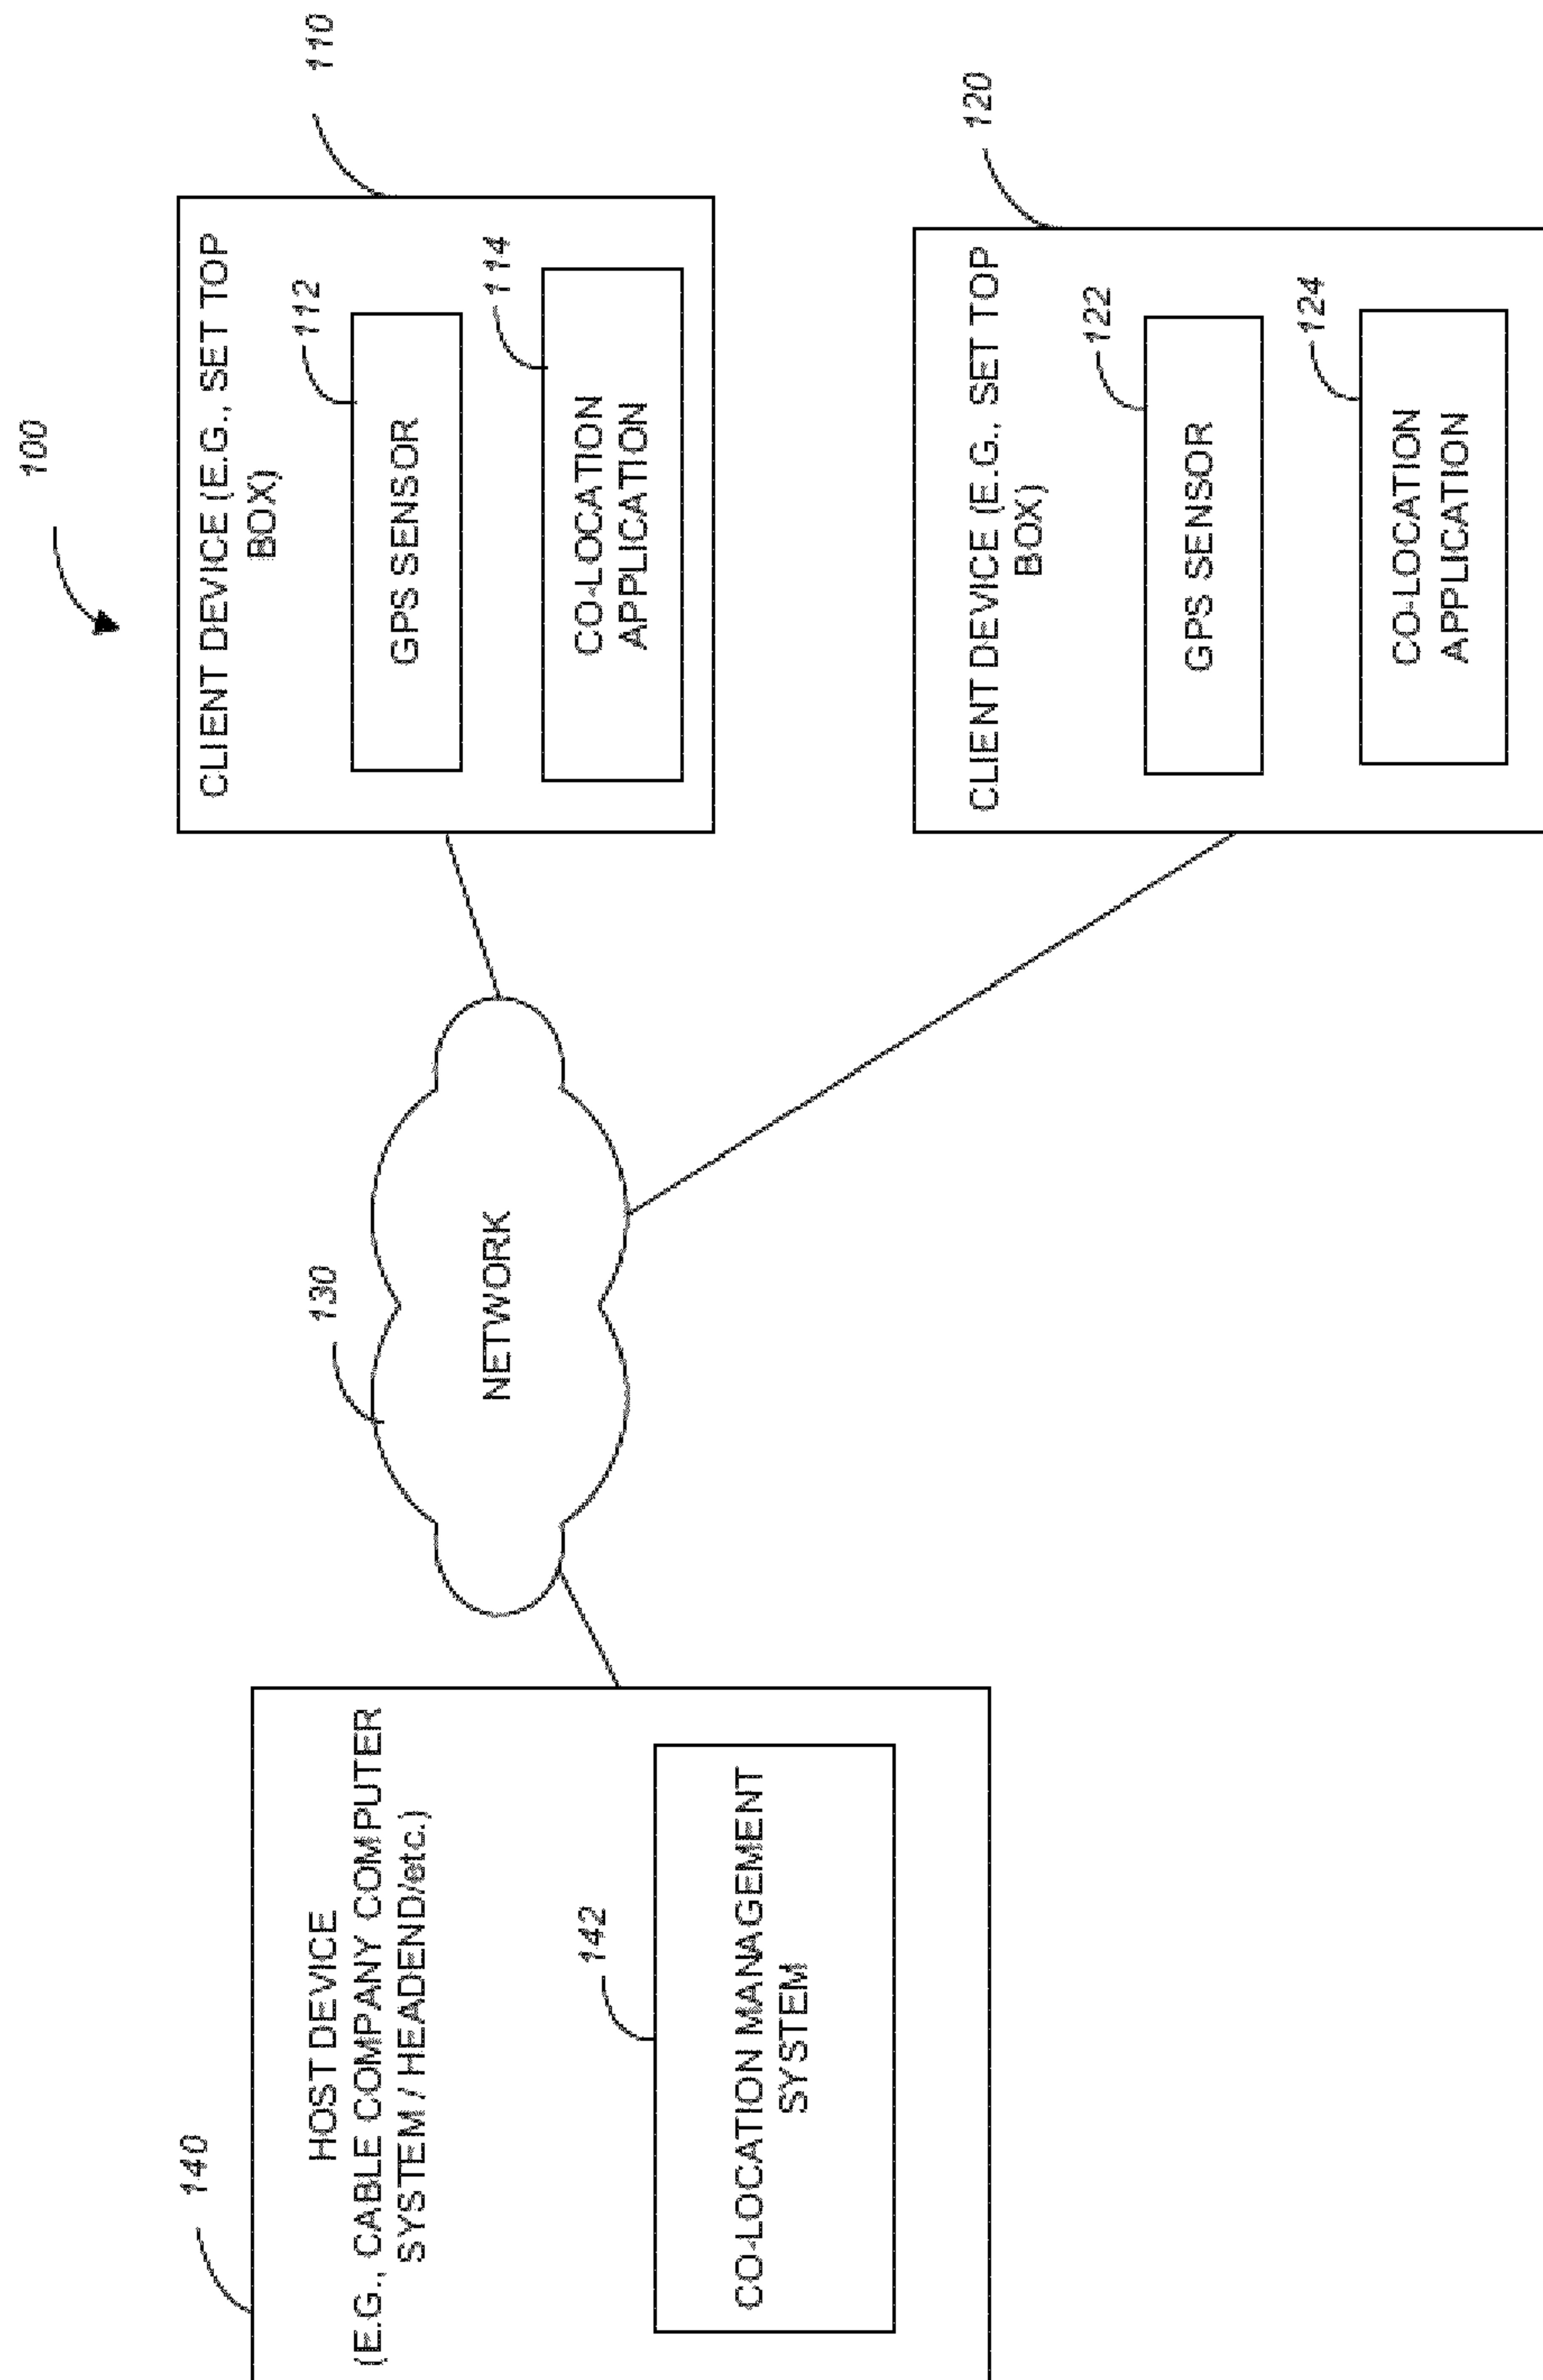 100
140
HOST DEVICE
(E.G., CABLE COMPANY COMPUTER
SYSTEM / HEADEND/etc.)
142
CO-LOCATION MANAGEMENT
SYSTEM
130
NETWORK
110
CLIENT DEVICE (E.G., SET TOP
BOX)
112
GPS SENSOR
114
CO-LOCATION
APPLICATION
120
CLIENT DEVICE (E.G., SET TOP
BOX)
122
GPS SENSOR
124
CO-LOCATION
APPLICATION